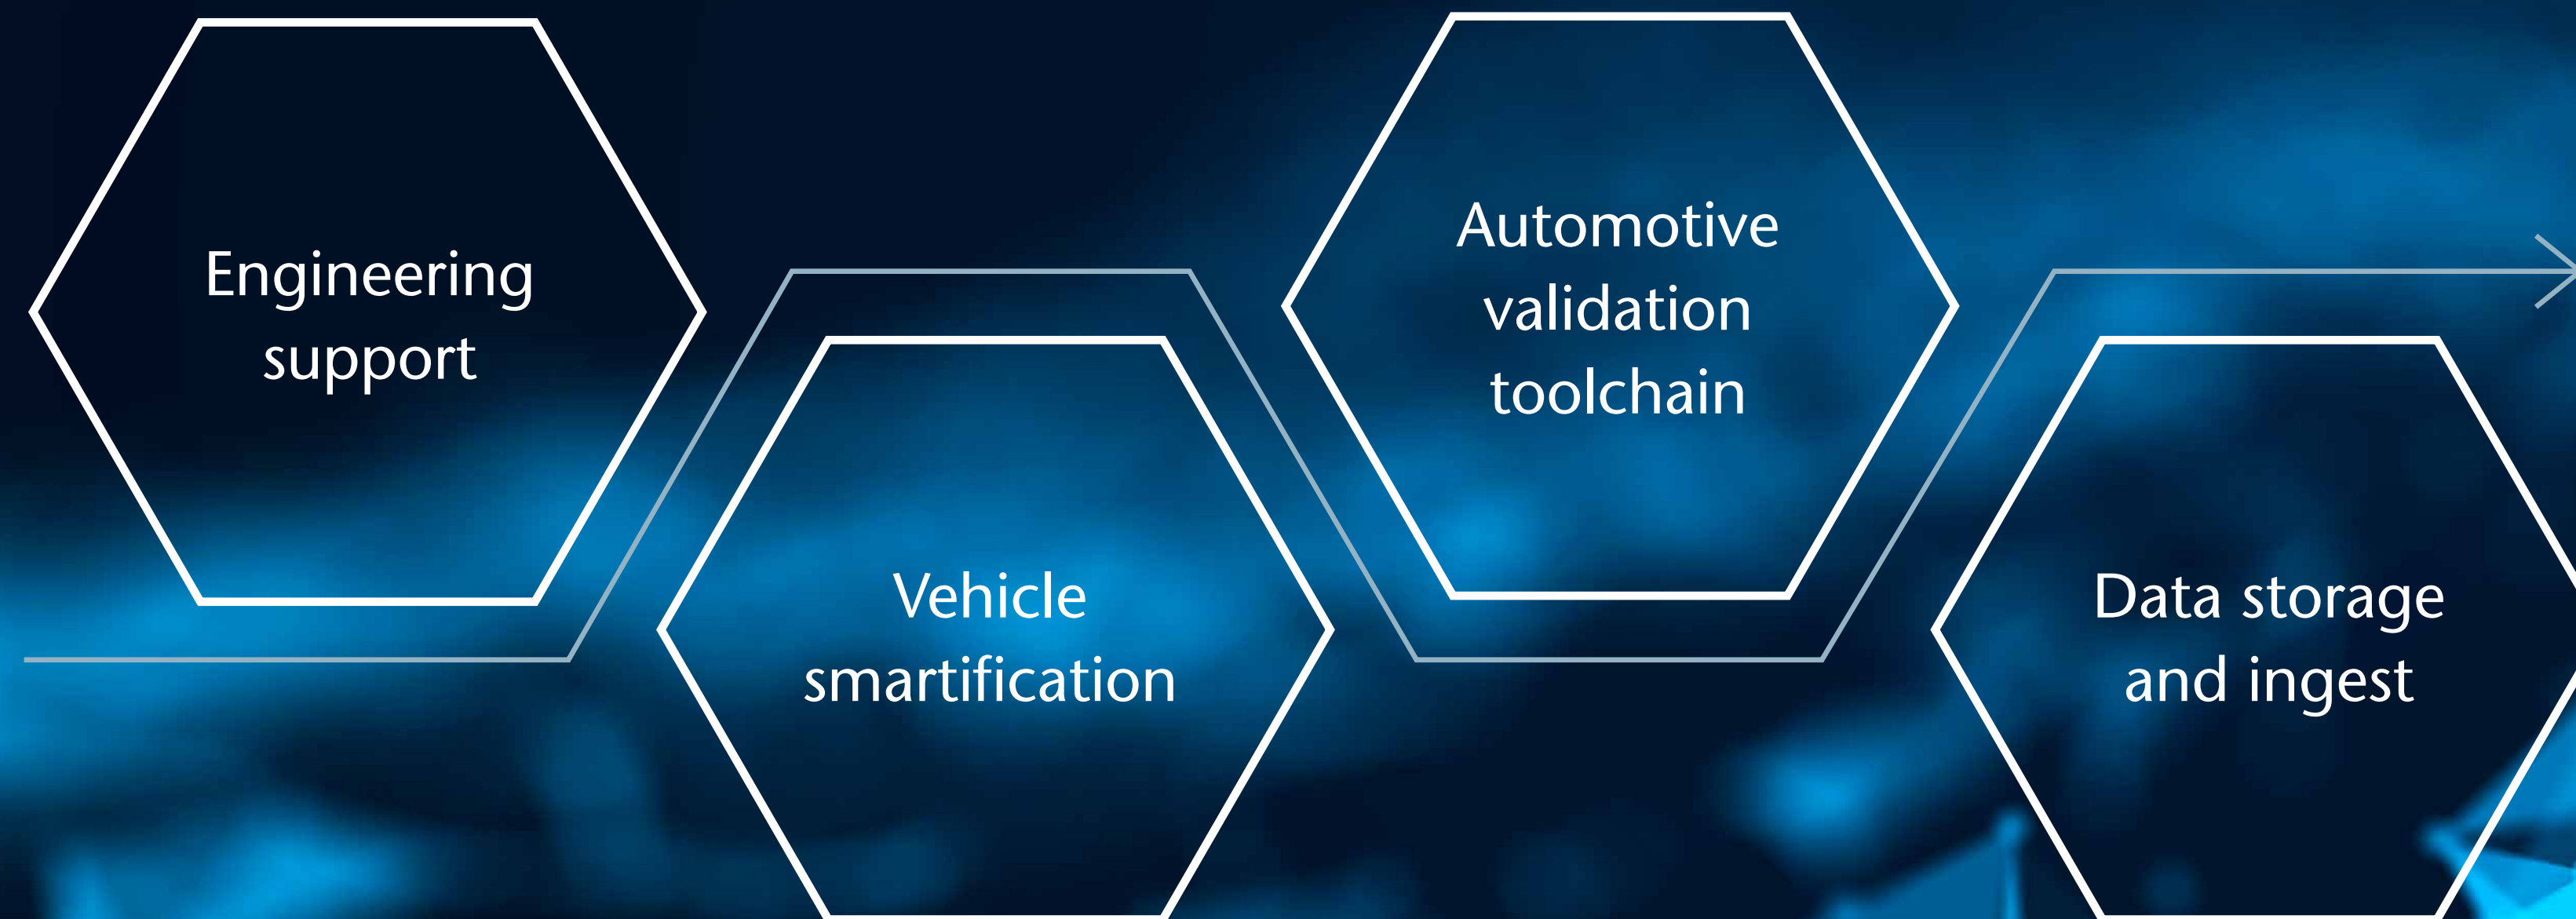 Engineering
support
Vehicle
smartification
Automotive
validation
toolchain
Data storage
and ingest